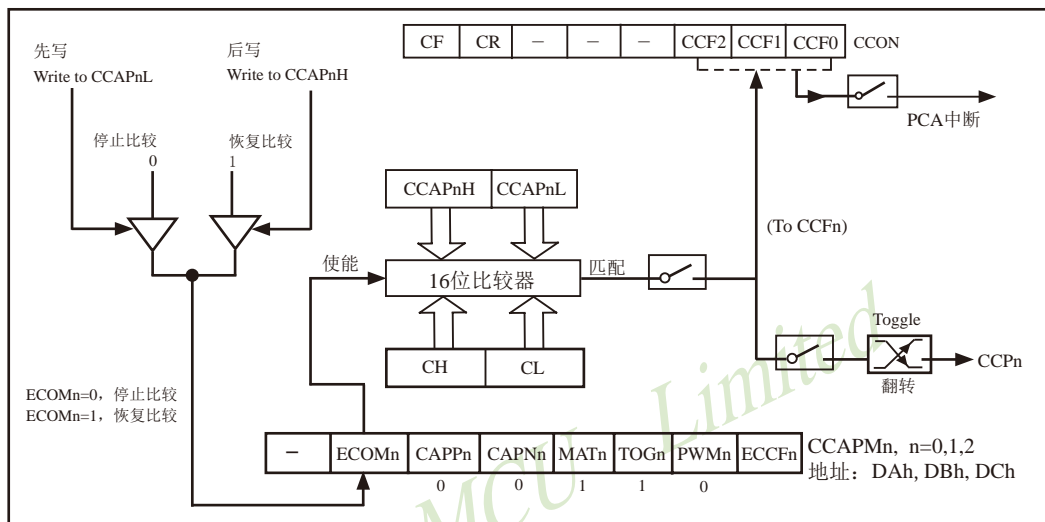 CF CR — — — CCF2 CCF1 CCF0 CCON
先写
Write to CCAPnL
后写
Write to CCAPnH
PCA中断
停止比较
0
恢复比较
1
CCAPnH CCAPnL
(To CCFn)
使能
16位比较器
匹配
Toggle
CCPn
翻转
CH CL
ECOMn=0，停止比较
ECOMn=1，恢复比较
— ECOMn CAPPn CAPNn MATn TOGn PWMn ECCFn
CCAPMn, n=0,1,2
地址：DAh, DBh, DCh
0 0 1 1 0
MCU Limited